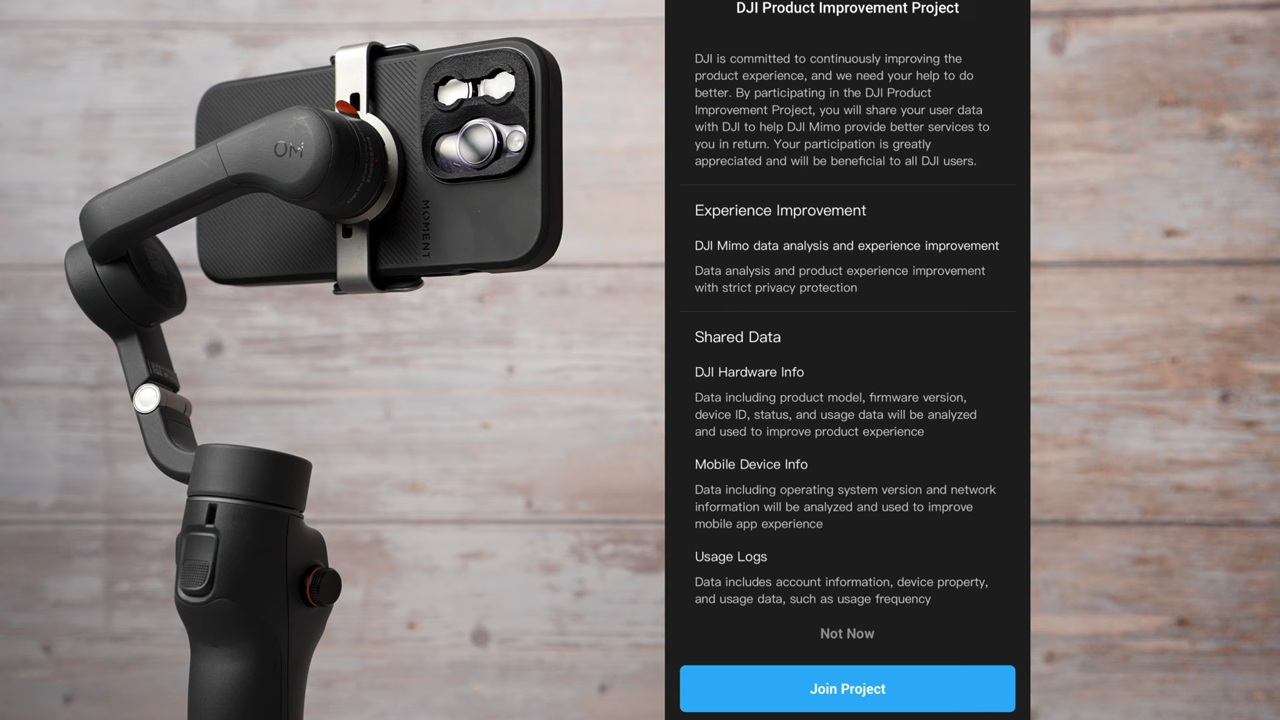 OM
MOMENT
DJI Product Improvement Project
DJI is committed to continuously improving the
product experience, and we need your help to do
better. By participating in the DJI Product
Improvement Project, you will share your user data
with DJI to help DJI Mimo provide better services to
you in return. Your participation is greatly
appreciated and will be beneficial to all DJI users.
Experience Improvement
DJI Mimo data analysis and experience improvement
Data analysis and product experience improvement
with strict privacy protection
Shared Data
DJI Hardware Info
Data including product model, firmware version,
device ID, status, and usage data will be analyzed
and used to improve product experience
Mobile Device Info
Data including operating system version and network
information will be analyzed and used to improve
mobile app experience
Usage Logs
Data includes account information, device property,
and usage data, such as usage frequency
Not Now
Join Project